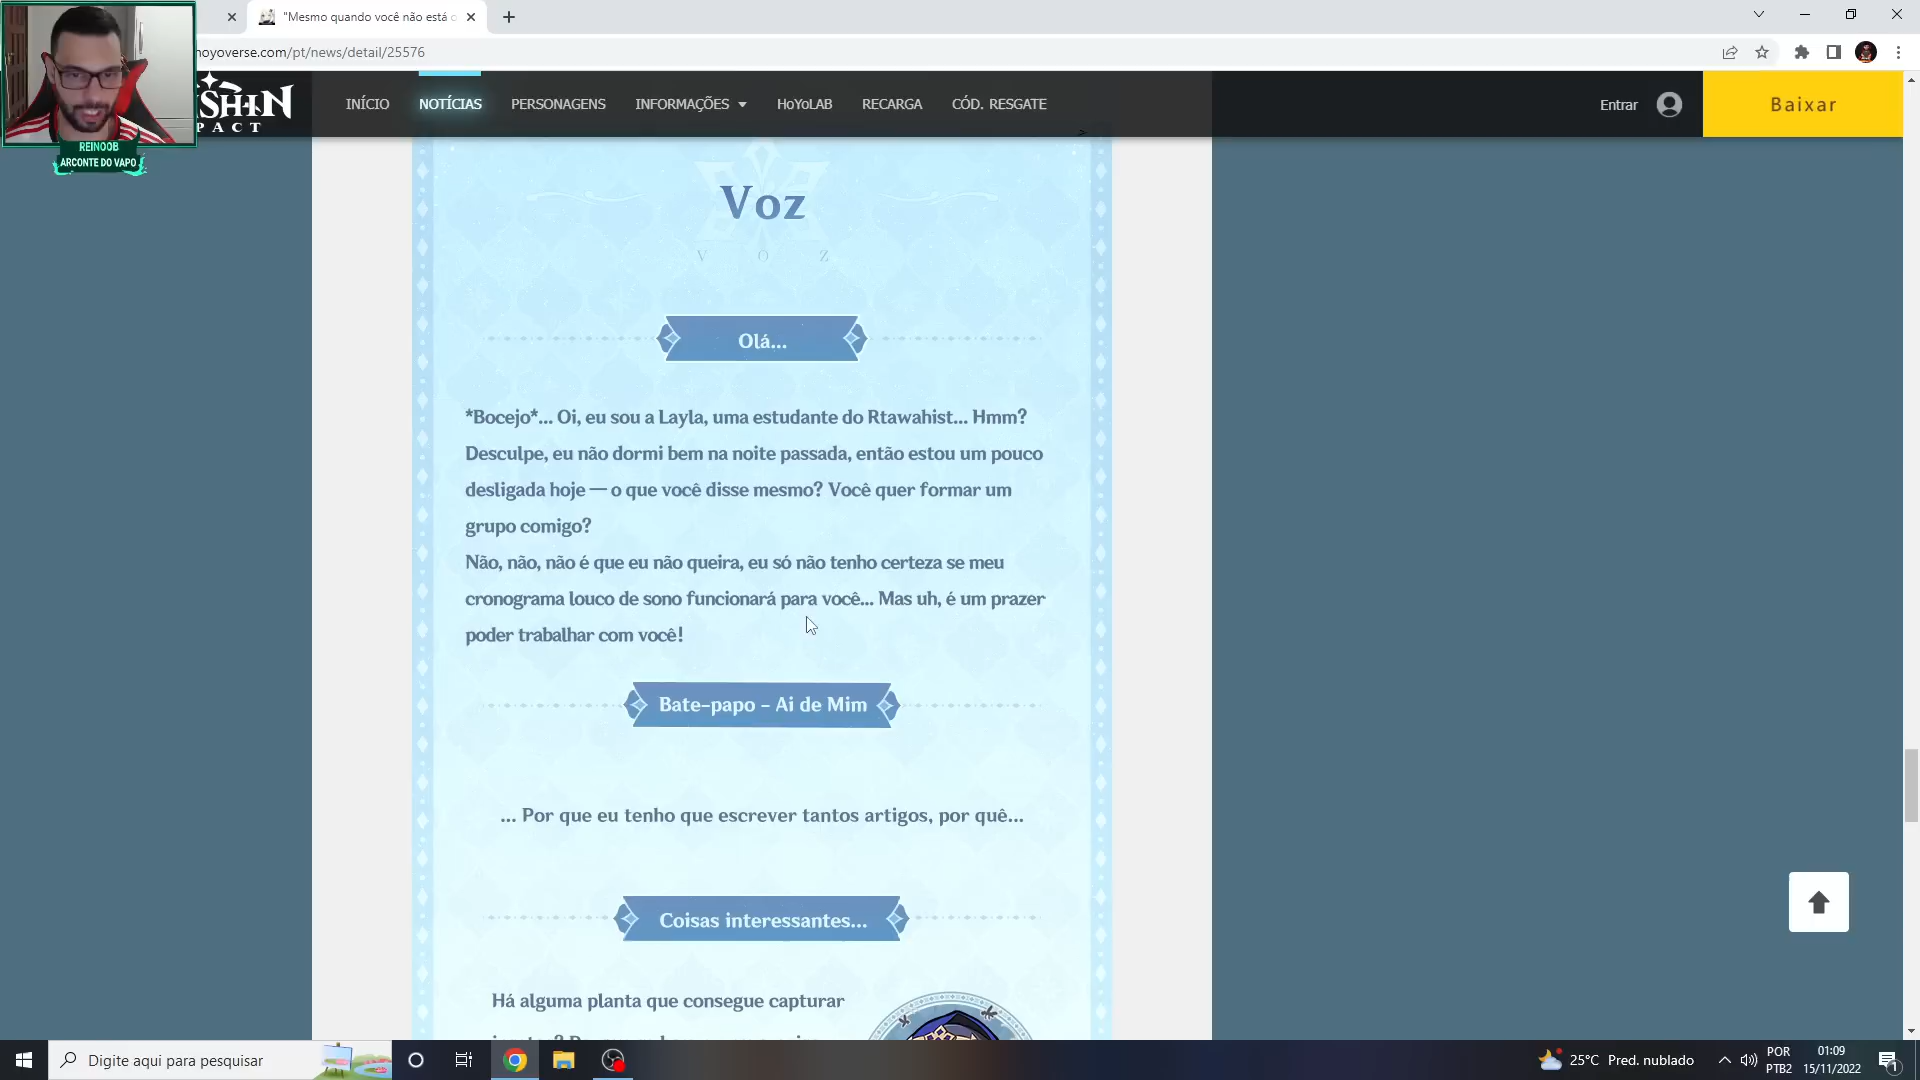 "Mesmo quando você não está o
oyoverse.com/pt/news/detail/25576
REINOOB
ARCONTE DO VAPO
SHIN
PACT
INÍCIO
NOTÍCIAS
PERSONAGENS
INFORMAÇÕES
HoYoLAB
RECARGA
CÓD. RESGATE
Entrar
Baixar
Voz
V O Z
Olá...
*Bocejo*... Oi, eu sou a Layla, uma estudante do Rtawahist... Hmm?
Desculpe, eu não dormi bem na noite passada, então estou um pouco
desligada hoje — o que você disse mesmo? Você quer formar um
grupo comigo?
Não, não, não é que eu não queira, eu só não tenho certeza se meu
cronograma louco de sono funcionará para você... Mas uh, é um prazer
poder trabalhar com você!
Bate-papo - Ai de Mim
... Por que eu tenho que escrever tantos artigos, por quê...
Coisas interessantes...
Há alguma planta que consegue capturar
Digite aqui para pesquisar
25°C Pred. nublado
POR
PTB2
01:09
15/11/2022
1